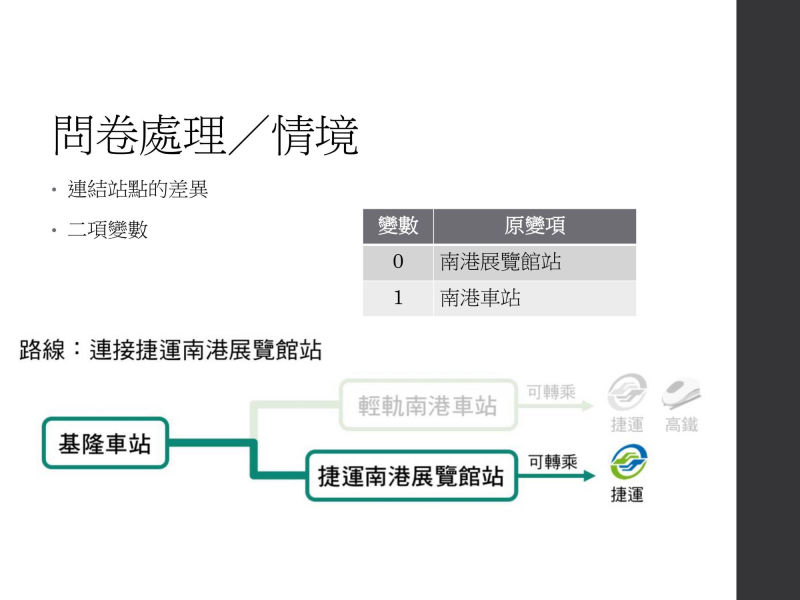 問卷處理／情境
• 連結站點的差異
• 二項變數
變數 原變項
0 南港展覽館站
1 南港車站
路線：連接捷運南港展覽館站
輕軌南港車站
可轉乘
捷運 高鐵
基隆車站
捷運南港展覽館站
可轉乘
捷運